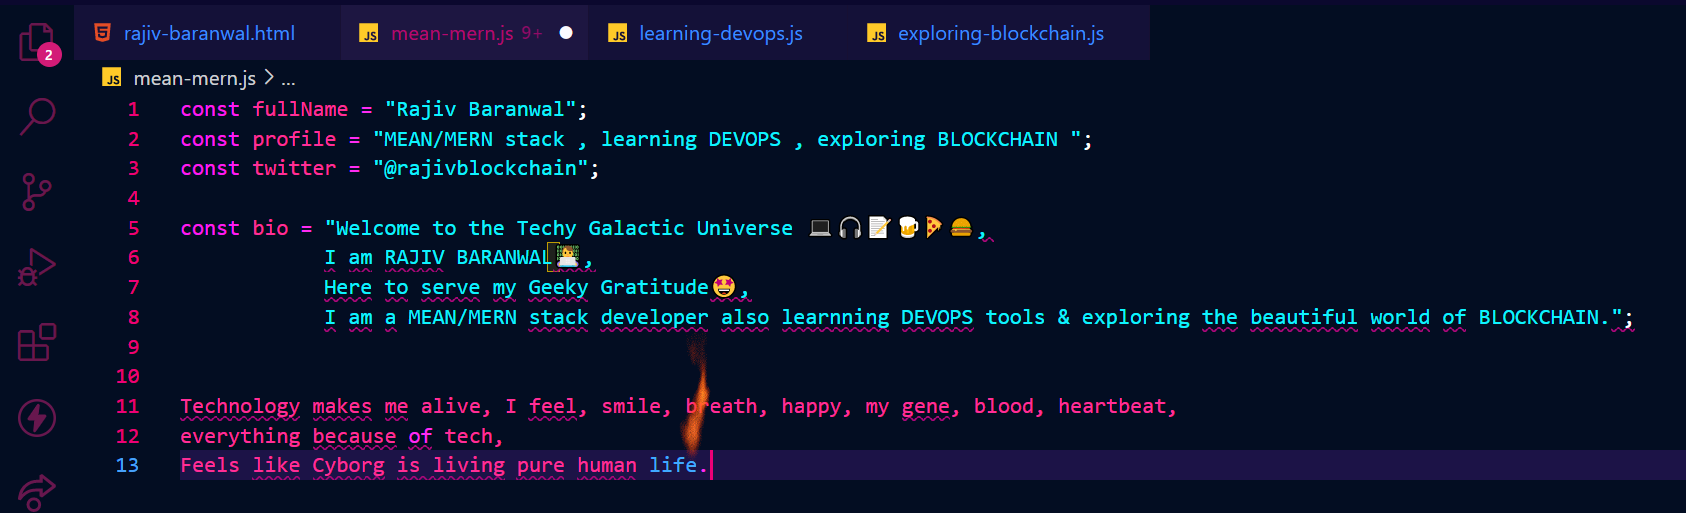 2
rajiv-baranwal.html
JS mean-mern.js 9+
JS learning-devops.js
JS exploring-blockchain.js
JS mean-mern.js > ...
1 const fullName = "Rajiv Baranwal";
2 const profile = "MEAN/MERN stack , learning DEVOPS , exploring BLOCKCHAIN ";
3 const twitter = "@rajivblockchain";
4
5 const bio = "Welcome to the Techy Galactic Universe 💻🎧📝🍺🍕🍔,
6 I am RAJIV BARANWAL👨‍💻,
7 Here to serve my Geeky Gratitude🤩,
8 I am a MEAN/MERN stack developer also learnning DEVOPS tools & exploring the beautiful world of BLOCKCHAIN.";
9
10
11 Technology makes me alive, I feel, smile, breath, happy, my gene, blood, heartbeat,
12 everything because of tech,
13 Feels like Cyborg is living pure human life.